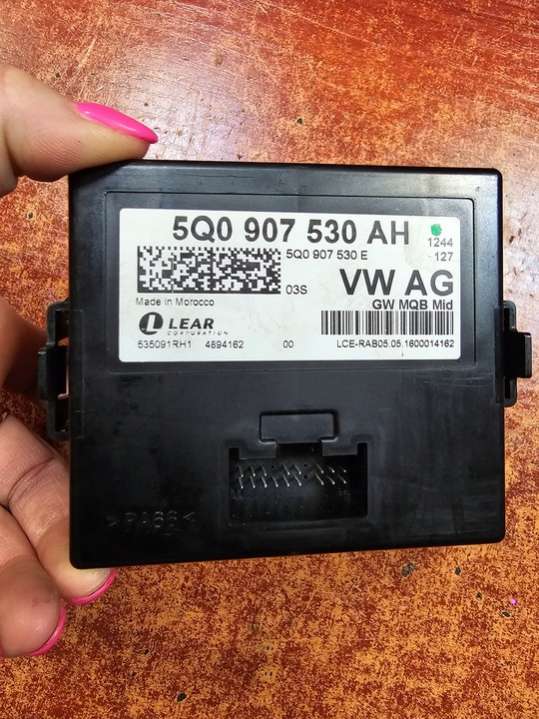 5Q0 907 530 AH
1244
5Q0 907 530 E
127
03S
VW AG
Made in Morocco
GW MQB Mid
LEAR
CORPORATION
535091RH1 4894162 00
LCE-RAB05.05.1600014162
>PA66<